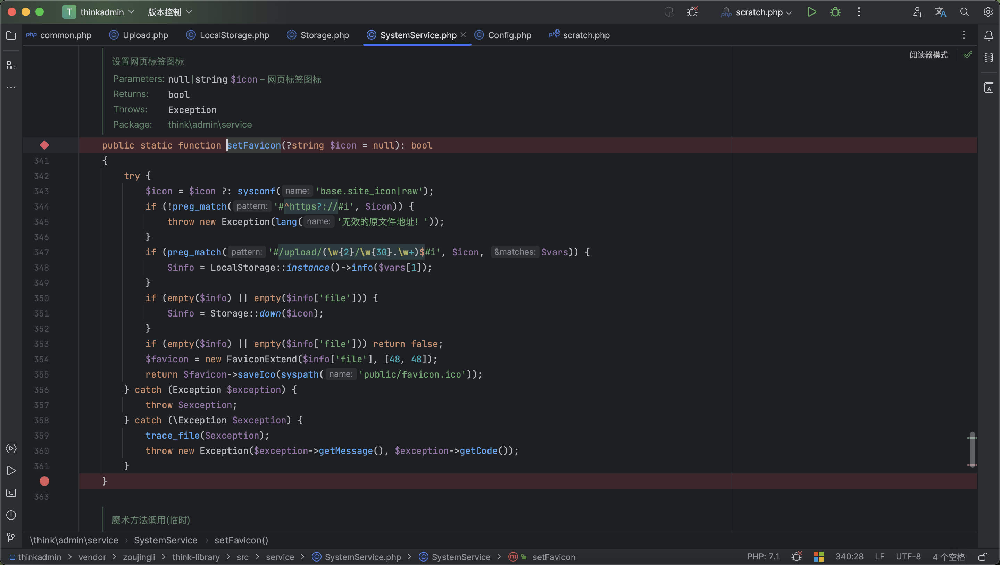 T thinkadmin 版本控制 php scratch.php
php common.php Upload.php LocalStorage.php Storage.php SystemService.php Config.php php scratch.php
阅读器模式
设置网页标签图标
Parameters: null|string $icon – 网页标签图标
Returns: bool
Throws: Exception
Package: think\admin\service
public static function setFavicon(?string $icon = null): bool
341 {
342 try {
343 $icon = $icon ?: sysconf( name: 'base.site_icon|raw');
344 if (!preg_match( pattern: '#^https?://#i', $icon)) {
345 throw new Exception(lang( name: '无效的原文件地址！'));
346 }
347 if (preg_match( pattern: '#/upload/(\w{2}/\w{30}.\w+)$#i', $icon, &matches: $vars)) {
348 $info = LocalStorage::instance()->info($vars[1]);
349 }
350 if (empty($info) || empty($info['file'])) {
351 $info = Storage::down($icon);
352 }
353 if (empty($info) || empty($info['file'])) return false;
354 $favicon = new FaviconExtend($info['file'], [48, 48]);
355 return $favicon->saveIco(syspath( name: 'public/favicon.ico'));
356 } catch (Exception $exception) {
357 throw $exception;
358 } catch (\Exception $exception) {
359 trace_file($exception);
360 throw new Exception($exception->getMessage(), $exception->getCode());
361 }
}
363
魔术方法调用(临时)
\think\admin\service › SystemService › setFavicon()
thinkadmin > vendor > zoujingli > think-library > src > service > SystemService.php > SystemService > setFavicon PHP: 7.1 340:28 LF UTF-8 4 个空格